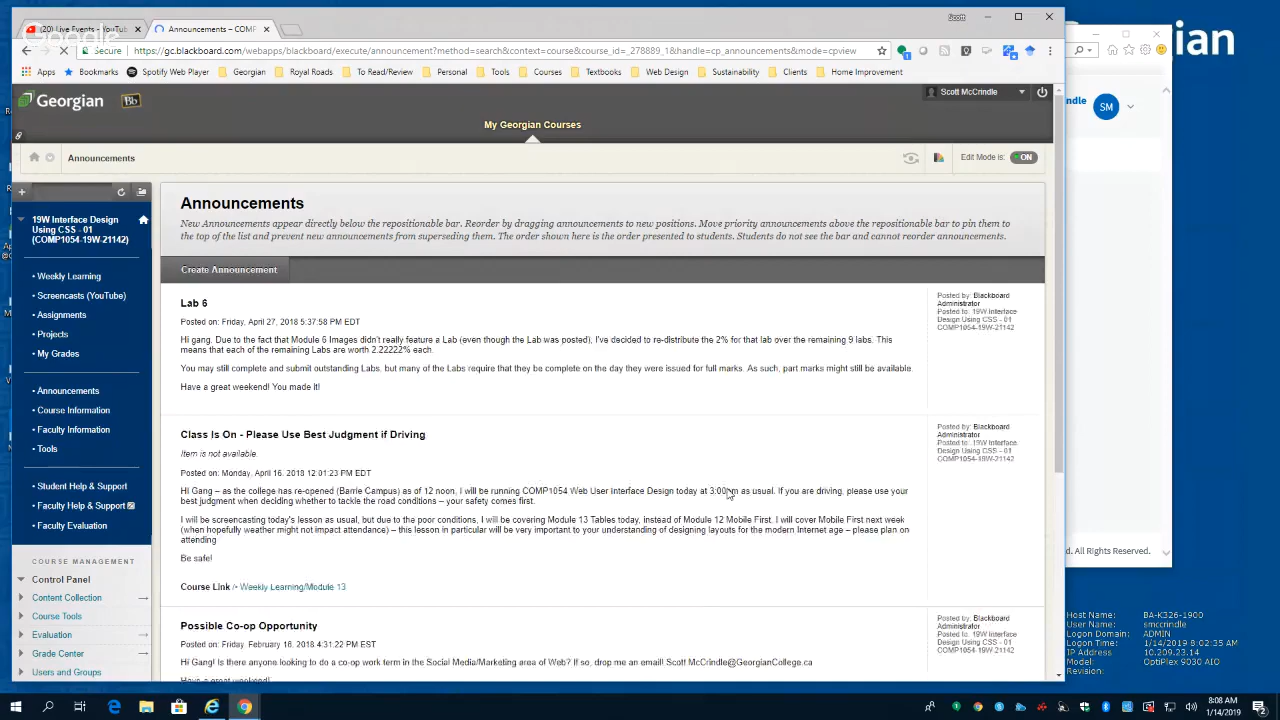 (20) Live Events - YouTube
Announcements – COMP
Scott
Secure
https://gc.blackboard.com/webapps/blackboard/execute/announcement?method=search&context=course&course_id=_278889_1&handle=cp_announcements&mode=cpview
Apps
Bookmarks
Spotify Web Player
Georgian
Royal Roads
To Read/Review
Personal
Tools
Courses
Textbooks
Web Design
Sustainability
Clients
Home Improvement
Georgian
Bb
Scott McCrindle
My Georgian Courses
Announcements
Edit Mode is:
ON
19W Interface Design
Using CSS - 01
(COMP1054-19W-21142)
Weekly Learning
Screencasts (YouTube)
Assignments
Projects
My Grades
Announcements
Course Information
Faculty Information
Tools
Student Help & Support
Faculty Help & Support
Faculty Evaluation
COURSE MANAGEMENT
Control Panel
Content Collection
Course Tools
Evaluation
Grade Center
Users and Groups
Announcements
New Announcements appear directly below the repositionable bar. Reorder by dragging announcements to new positions. Move priority announcements above the repositionable bar to pin them to
the top of the list and prevent new announcements from superseding them. The order shown here is the order presented to students. Students do not see the bar and cannot reorder announcements.
Create Announcement
Lab 6
Posted on: Friday, April 27, 2018 5:37:58 PM EDT
Hi gang. Due to the fact that Module 6 Images didn't really feature a Lab (even though the Lab was posted), I've decided to re-distribute the 2% for that lab over the remaining 9 labs. This
means that each of the remaining Labs are worth 2.22222% each.
You may still complete and submit outstanding Labs, but many of the Labs require that they be complete on the day they were issued for full marks. As such, part marks might still be available.
Have a great weekend! You made it!
Posted by: Blackboard
Administrator
Posted to: 19W Interface
Design Using CSS - 01
COMP1054-19W-21142
Class Is On - Please Use Best Judgment if Driving
Item is not available.
Posted on: Monday, April 16, 2018 12:01:23 PM EDT
Hi Gang – as the college has re-opened (Barrie Campus) as of 12 noon, I will be running COMP1054 Web User Interface Design today at 3:00pm as usual. If you are driving, please use your
best judgment when deciding whether to tackle the road conditions – your safety comes first.
I will be screencasting today's lesson as usual, but due to the poor conditions, I will be covering Module 13 Tables today, instead of Module 12 Mobile First, I will cover Mobile First next week
(when hopefully weather might not impact attendance) – this lesson in particular will be very important to your understanding of designing layouts for the modern Internet age – please plan on
attending
Be safe!
Course Link /- Weekly Learning/Module 13
Posted by: Blackboard
Administrator
Posted to: 19W Interface
Design Using CSS - 01
COMP1054-19W-21142
Possible Co-op Opportunity
Posted on: Friday, February 16, 2018 4:31:22 PM EST
Hi Gang! Is there anyone looking to do a co-op work term in the Social Media/Marketing area of Web? If so, drop me an email! Scott.McCrindle@GeorgianCollege.ca
Have a great weekend!
Posted by: Blackboard
Administrator
Posted to: 19W Interface
Design Using CSS - 01
COMP1054-19W-21142
gian
ndle
SM
d. All Rights Reserved.
Host Name: BA-K326-1900
User Name: smccrindle
Logon Domain: ADMIN
Logon Time: 1/14/2019 8:02:35 AM
IP Address 10.209.23.14
Model: OptiPlex 9030 AIO
Revision:
8:08 AM
1/14/2019
2